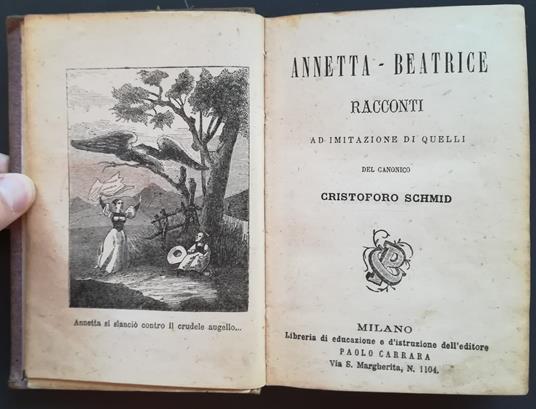 Annetta si slanciò contro il crudele augello...
ANNETTA - BEATRICE
RACCONTI
AD IMITAZIONE DI QUELLI
DEL CANONICO
CRISTOFORO SCHMID
MILANO
Libreria di educazione e d'istruzione dell'editore
PAOLO CARRARA
Via S. Margherita, N. 1104.